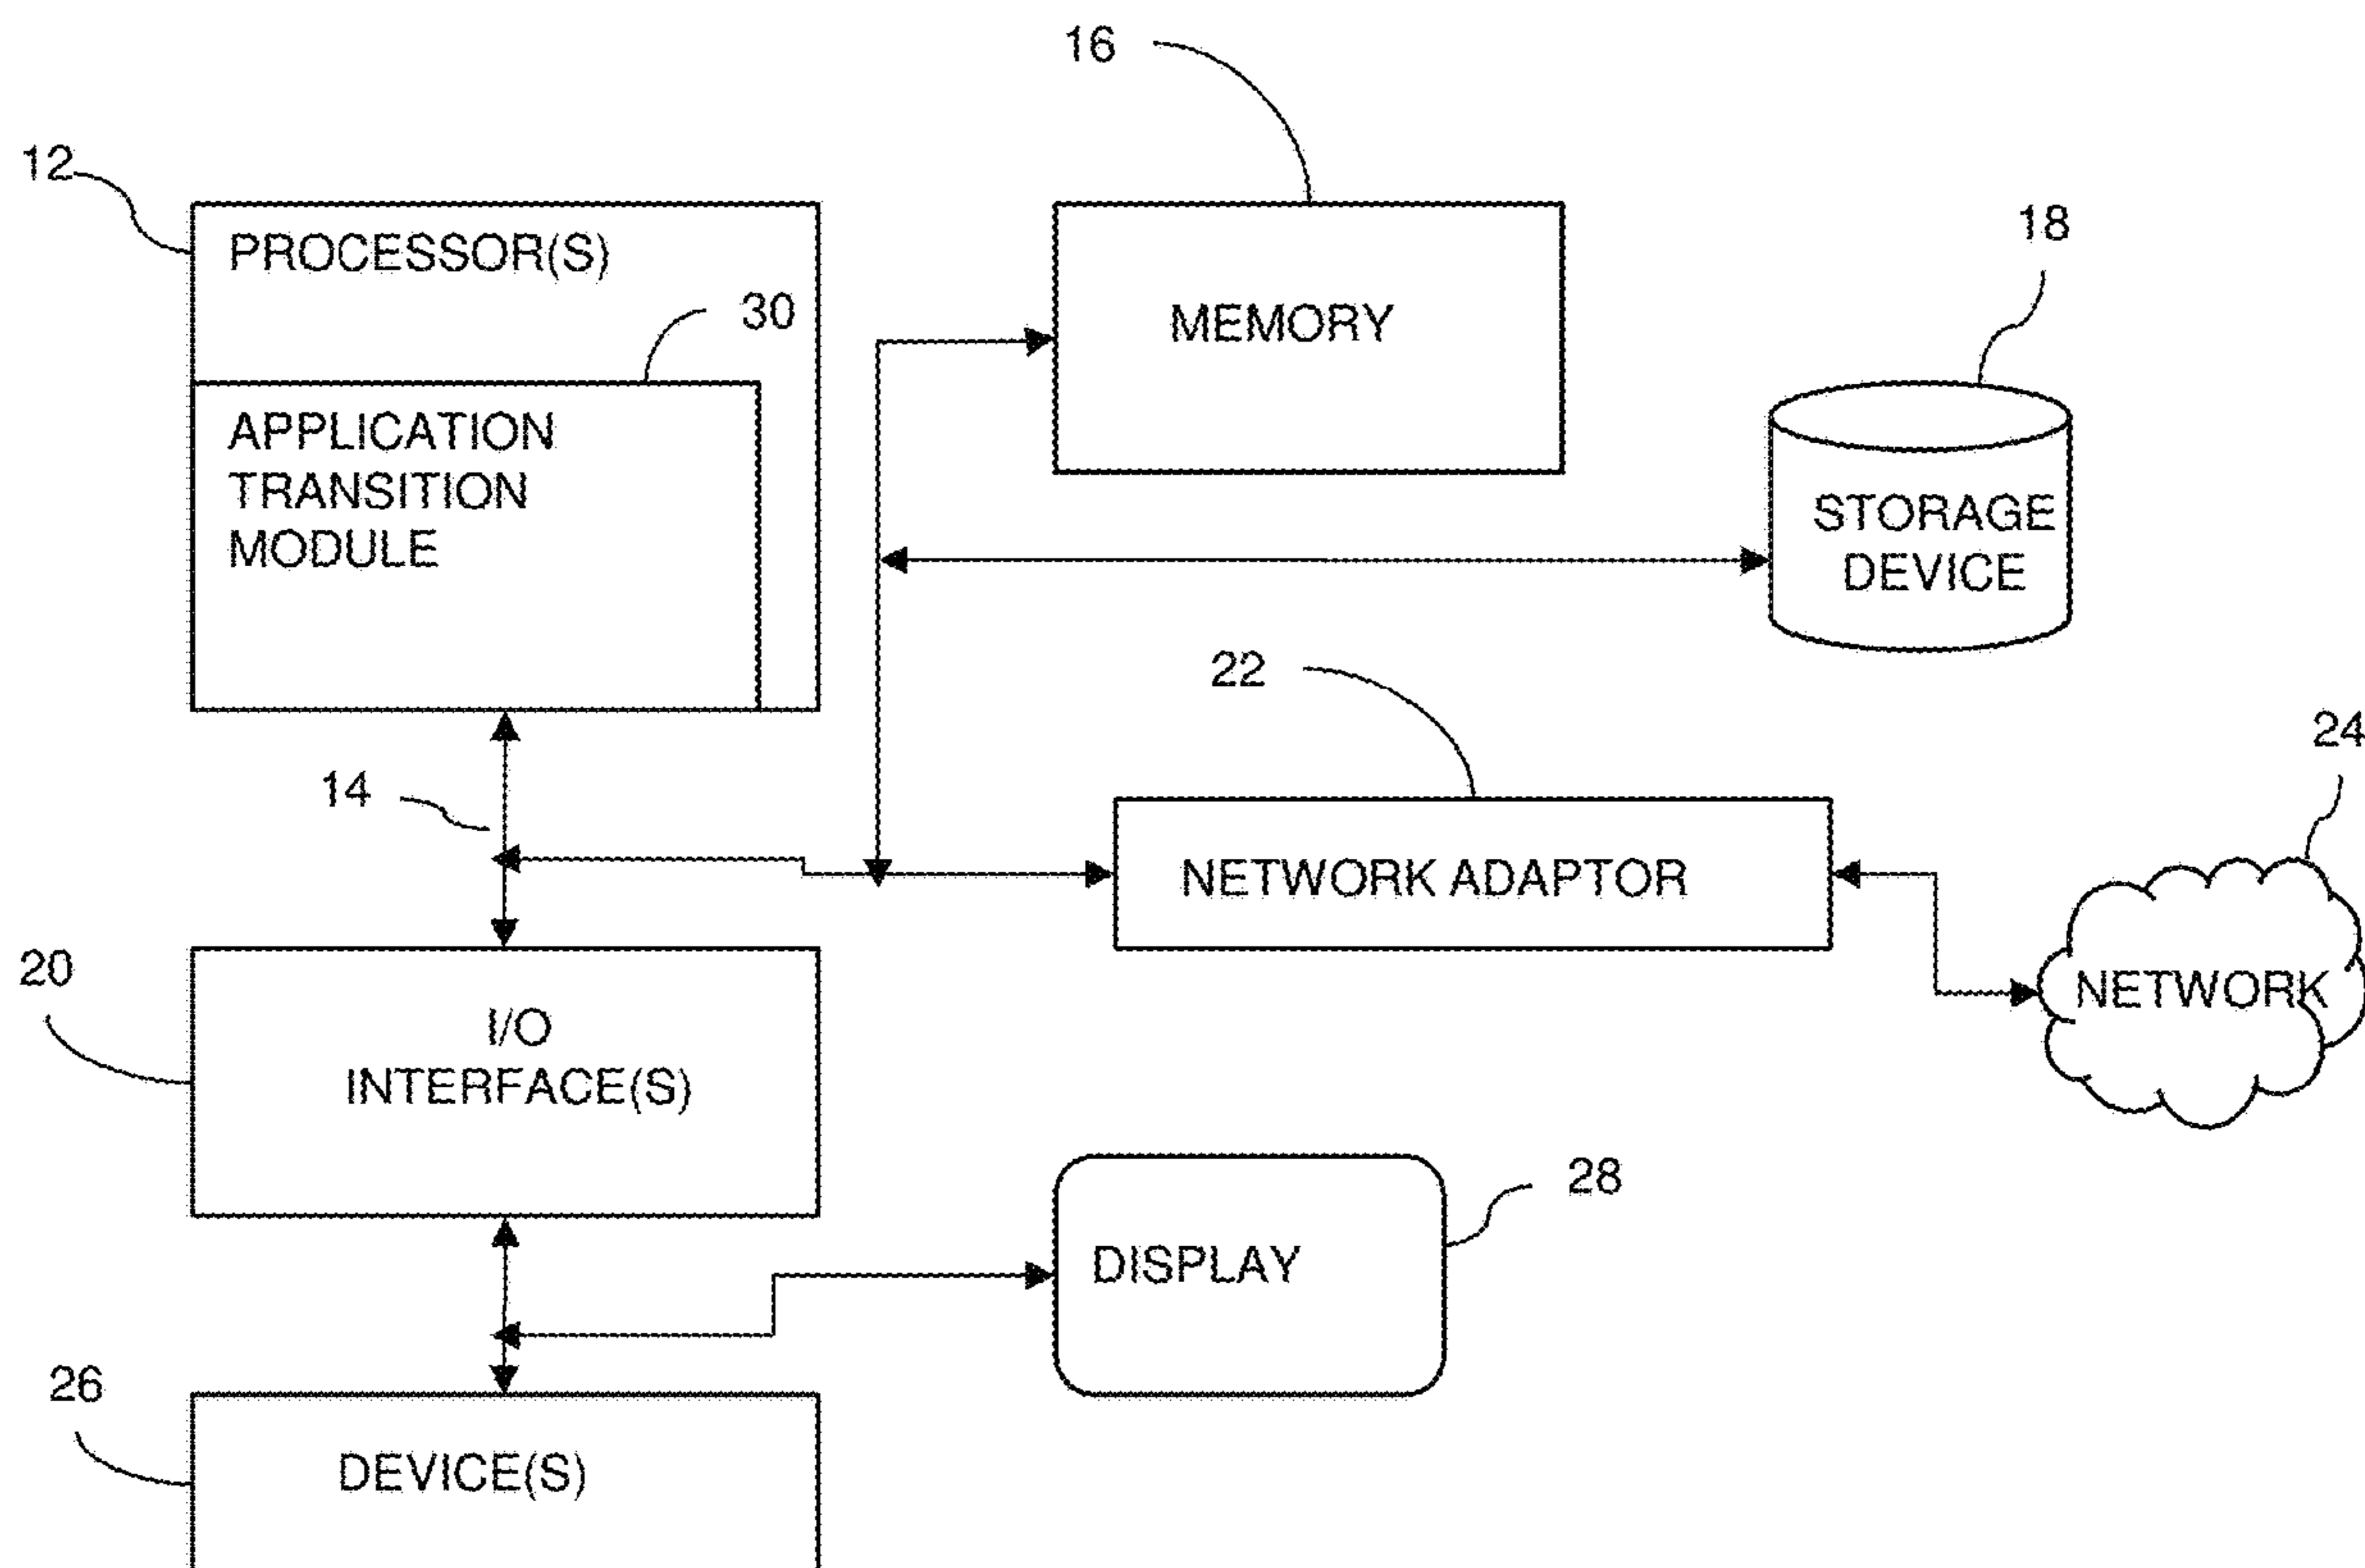 16
12
PROCESSOR(S)
18
30
MEMORY
APPLICATION
TRANSITION
MODULE
STORAGE
DEVICE
22
24
14
NETWORK ADAPTOR
20
NETWORK
I/O
INTERFACE(S)
28
DISPLAY
26
DEVICE(S)